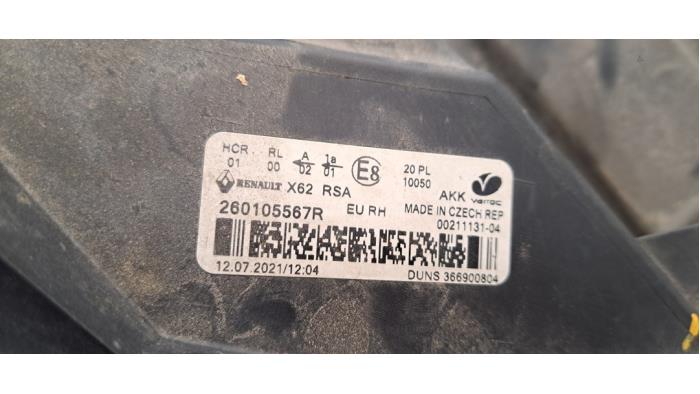 HCR RL A 1a E8 20 PL
01 00 02 01 10050
RENAULT X62 RSA AKK varroc
260105567R EU RH MADE IN CZECH REP
00211131-04
12.07.2021/12:04 DUNS 366900804